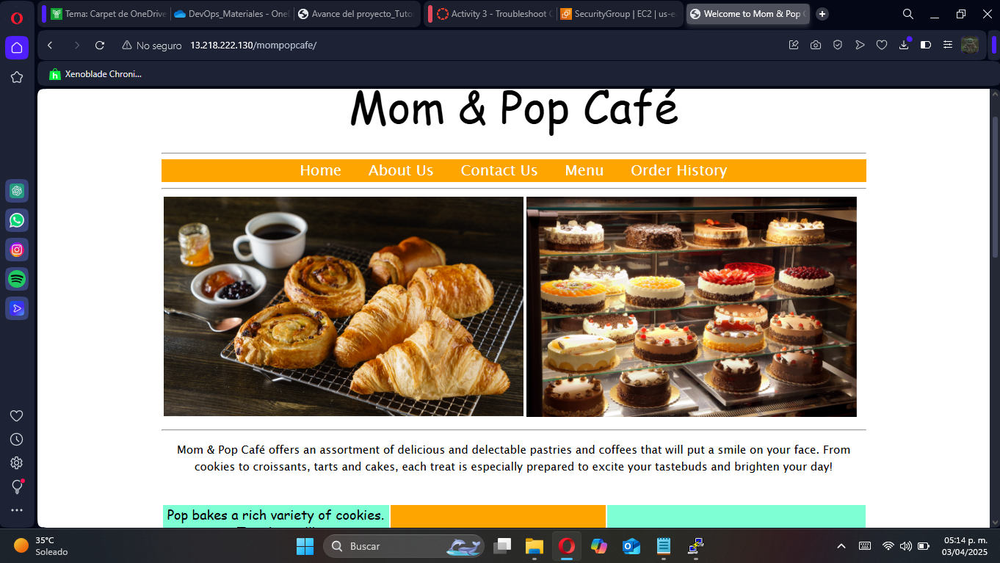 Tema: Carpet de OneDrive
DevOps_Materiales - OneD
Avance del proyecto_Tuto
Activity 3 - Troubleshoot C
SecurityGroup | EC2 | us-ea
Welcome to Mom & Pop C
No seguro 13.218.222.130/mompopcafe/
Xenoblade Chroni...
Mom & Pop Café
Home About Us Contact Us Menu Order History
Mom & Pop Café offers an assortment of delicious and delectable pastries and coffees that will put a smile on your face. From
cookies to croissants, tarts and cakes, each treat is especially prepared to excite your tastebuds and brighten your day!
Pop bakes a rich variety of cookies.
35°C
Soleado
Buscar
05:14 p. m.
03/04/2025